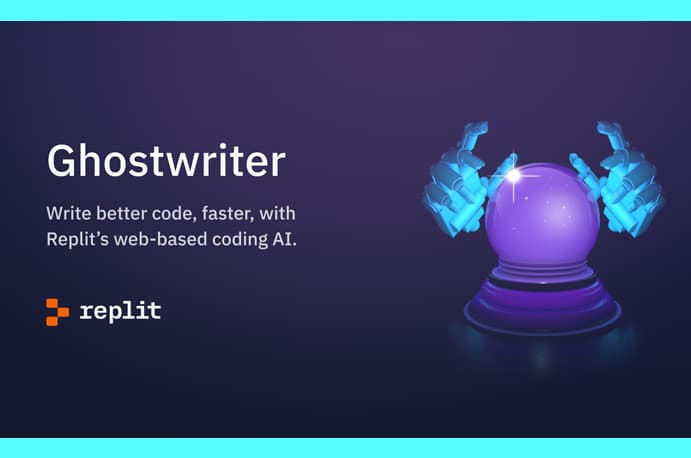 Ghostwriter
Write better code, faster, with
Replit’s web-based coding AI.
replit